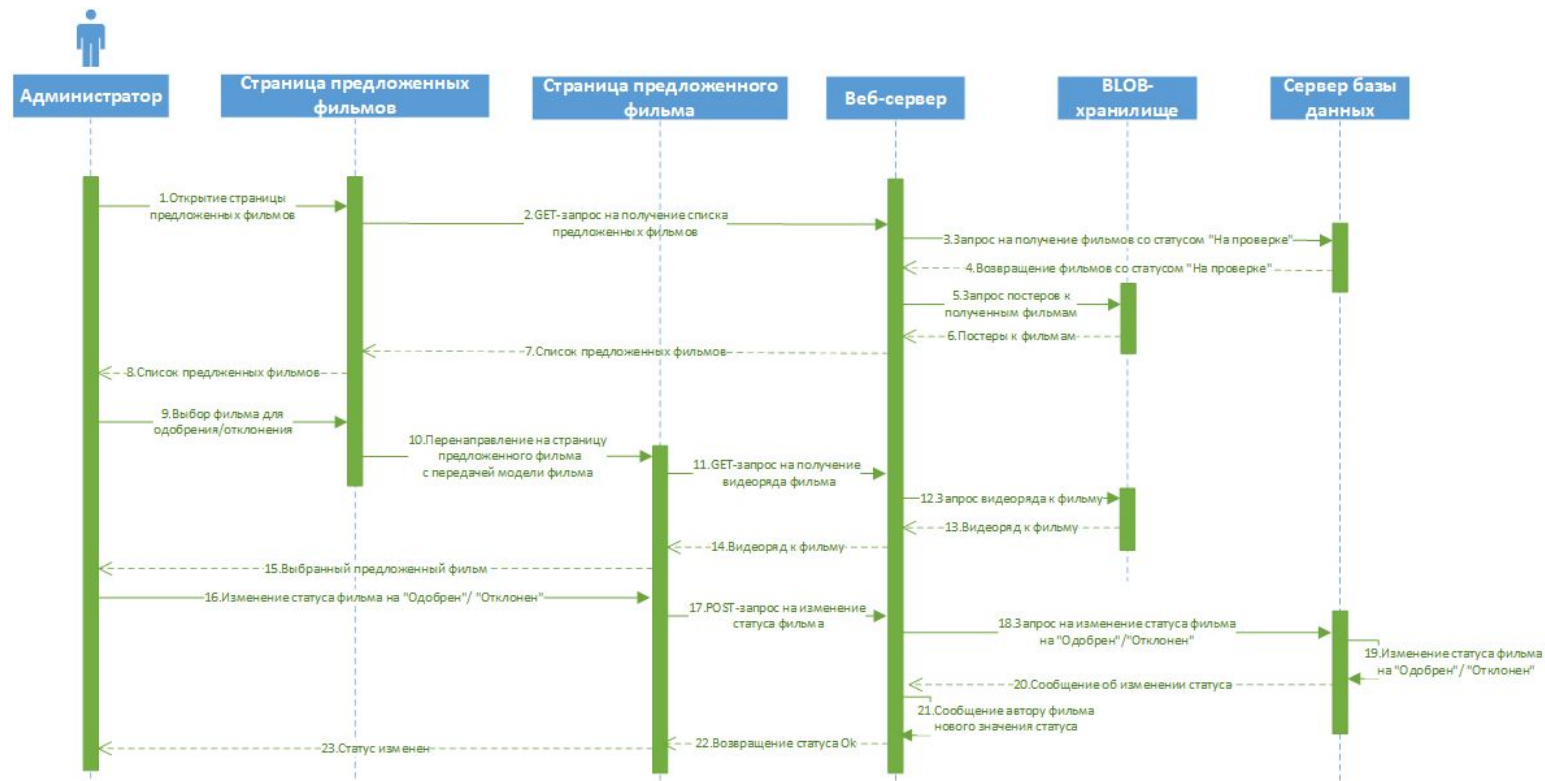 Администратор
Страница предложенных
фильмов
Страница предложенного
фильма
Веб-сервер
BLOB-
хранилище
Сервер базы
данных
1.Открытие страницы
предложенных фильмов
2.GET-запрос на получение списка
предложенных фильмов
3.Запрос на получение фильмов со статусом "На проверке"
4.Возвращение фильмов со статусом "На проверке"
5.Запрос постеров к
полученным фильмам
6.Постеры к фильмам
7.Список предложенных фильмов
8.Список предлженных фильмов
9.Выбор фильма для
одобрения/отклонения
10.Перенаправление на страницу
предложенного фильма
с передачей модели фильма
11.GET-запрос на получение
видеоряда фильма
12.Запрос видеоряда к фильму
13.Видеоряд к фильму
14.Видеоряд к фильму
15.Выбранный предложенный фильм
16.Изменение статуса фильма на "Одобрен"/ "Отклонен"
17.POST-запрос на изменение
статуса фильма
18.Запрос на изменение статуса фильма
на "Одобрен"/"Отклонен"
19.Изменение статуса фильма
на "Одобрен"/ "Отклонен"
20.Сообщение об изменении статуса
21.Сообщение автору фильма
нового значения статуса
22.Возвращение статуса Ok
23.Статус изменен